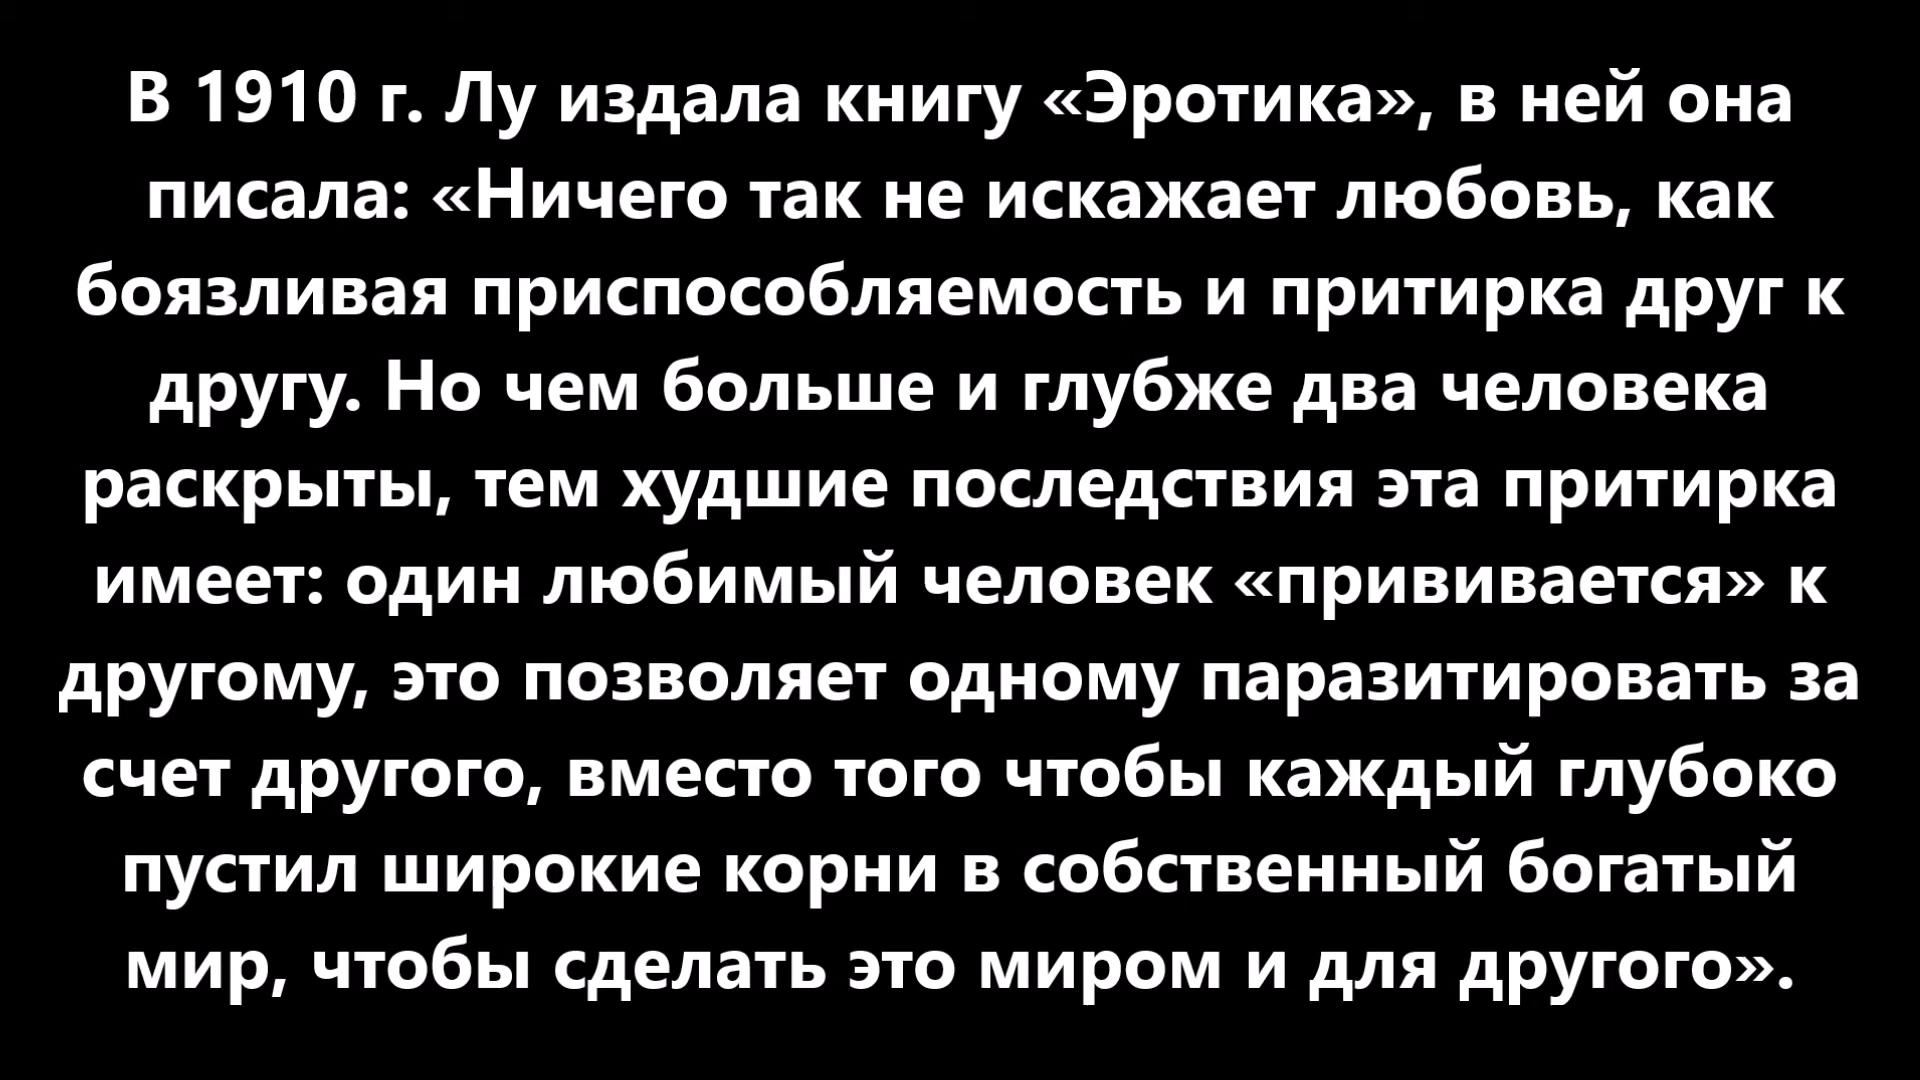 В 1910 г. Лу издала книгу «Эротика», в ней она
писала: «Ничего так не искажает любовь, как
боязливая приспособляемость и притирка друг к
другу. Но чем больше и глубже два человека
раскрыты, тем худшие последствия эта притирка
имеет: один любимый человек «прививается» к
другому, это позволяет одному паразитировать за
счет другого, вместо того чтобы каждый глубоко
пустил широкие корни в собственный богатый
мир, чтобы сделать это миром и для другого».